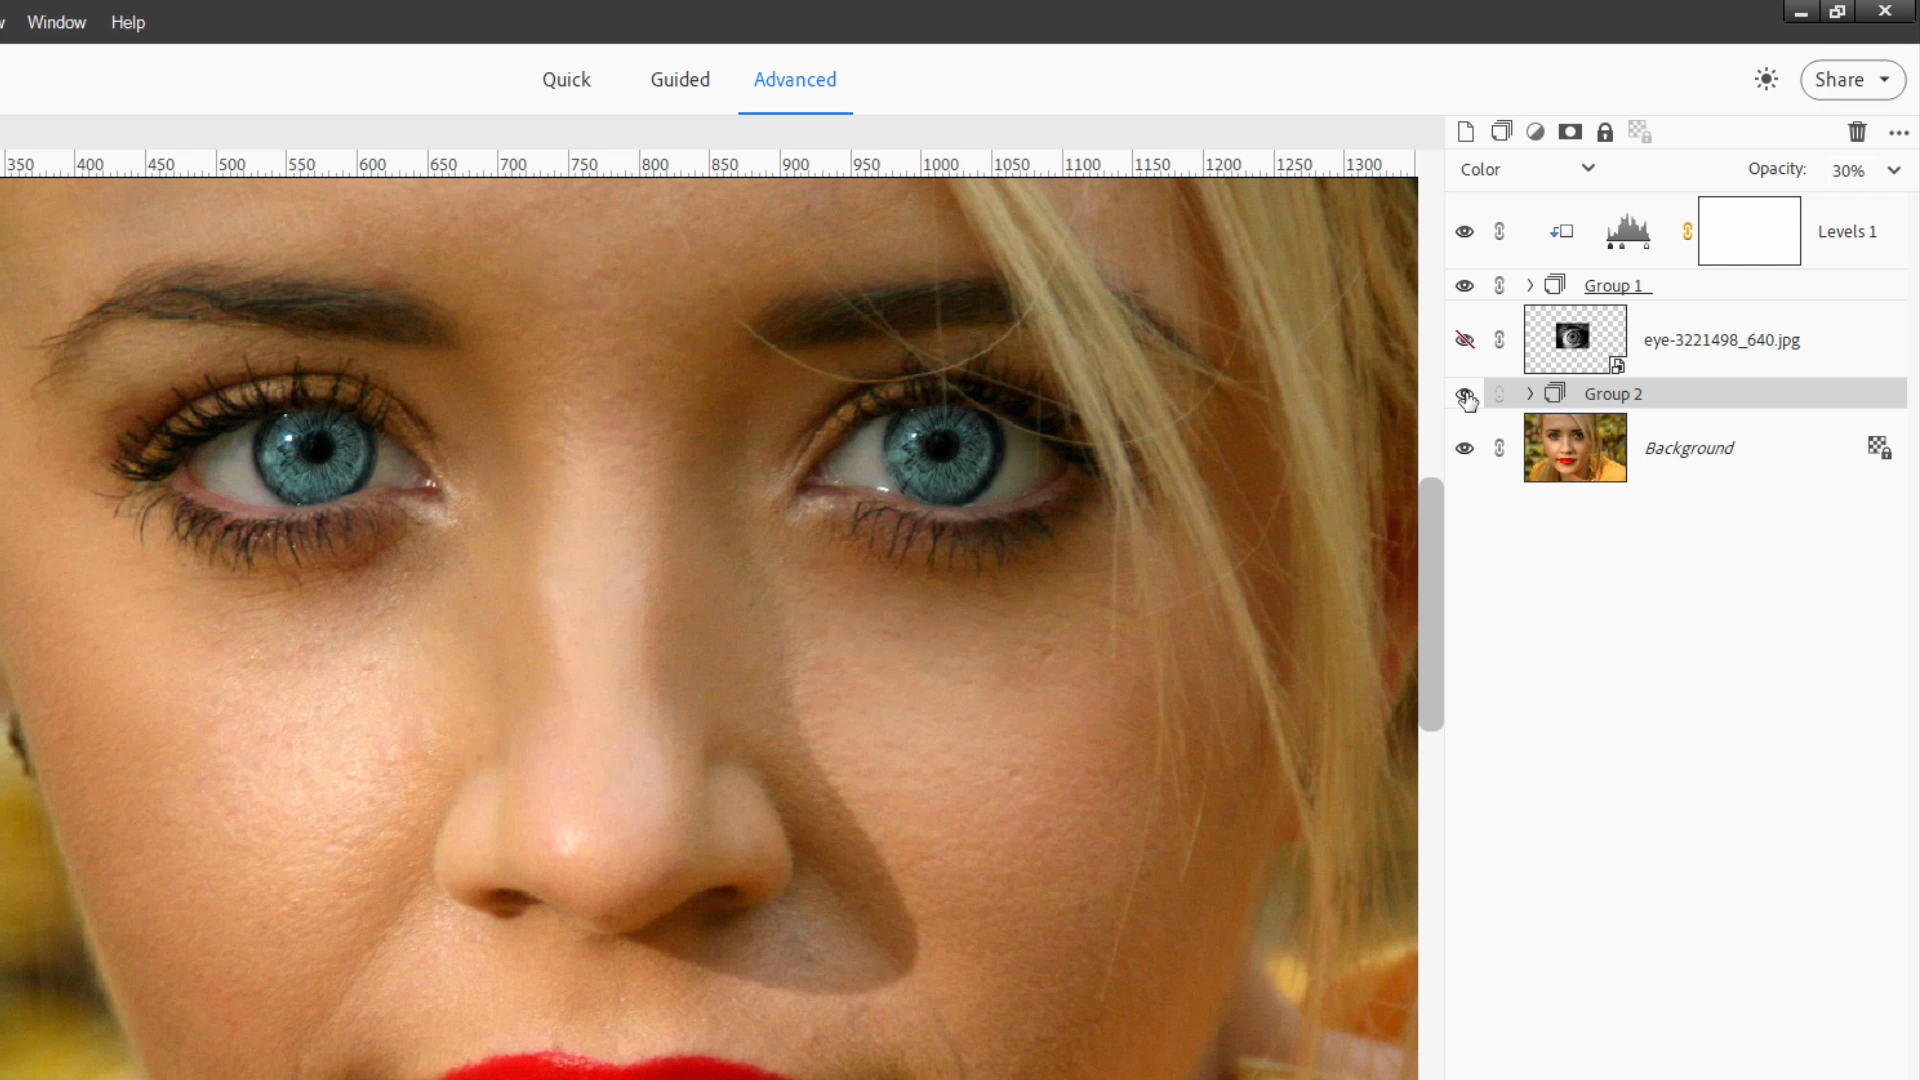 Window Help
Quick Guided Advanced
Share
350 400 450 500 550 600 650 700 750 800 850 900 950 1000 1050 1100 1150 1200 1250 1300
Color Opacity: 30%
Levels 1
Group 1
eye-3221498_640.jpg
Group 2
Background